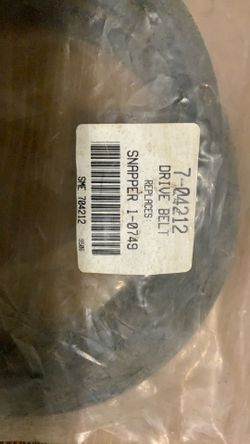 7-04212
DRIVE BELT
REPLACES:
SNAPPER 1-0749
SME 704212